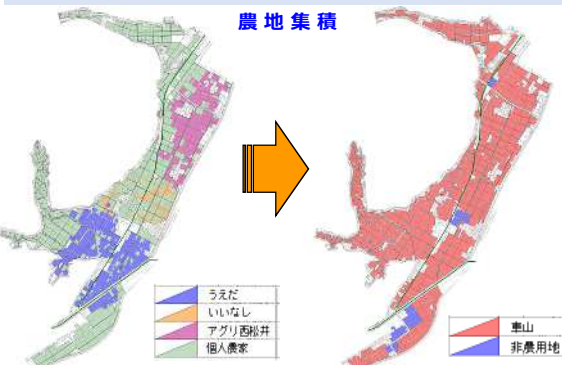 農地集積
うえだ
いいなし
アグリ西松井
個人農家
車山
非農用地